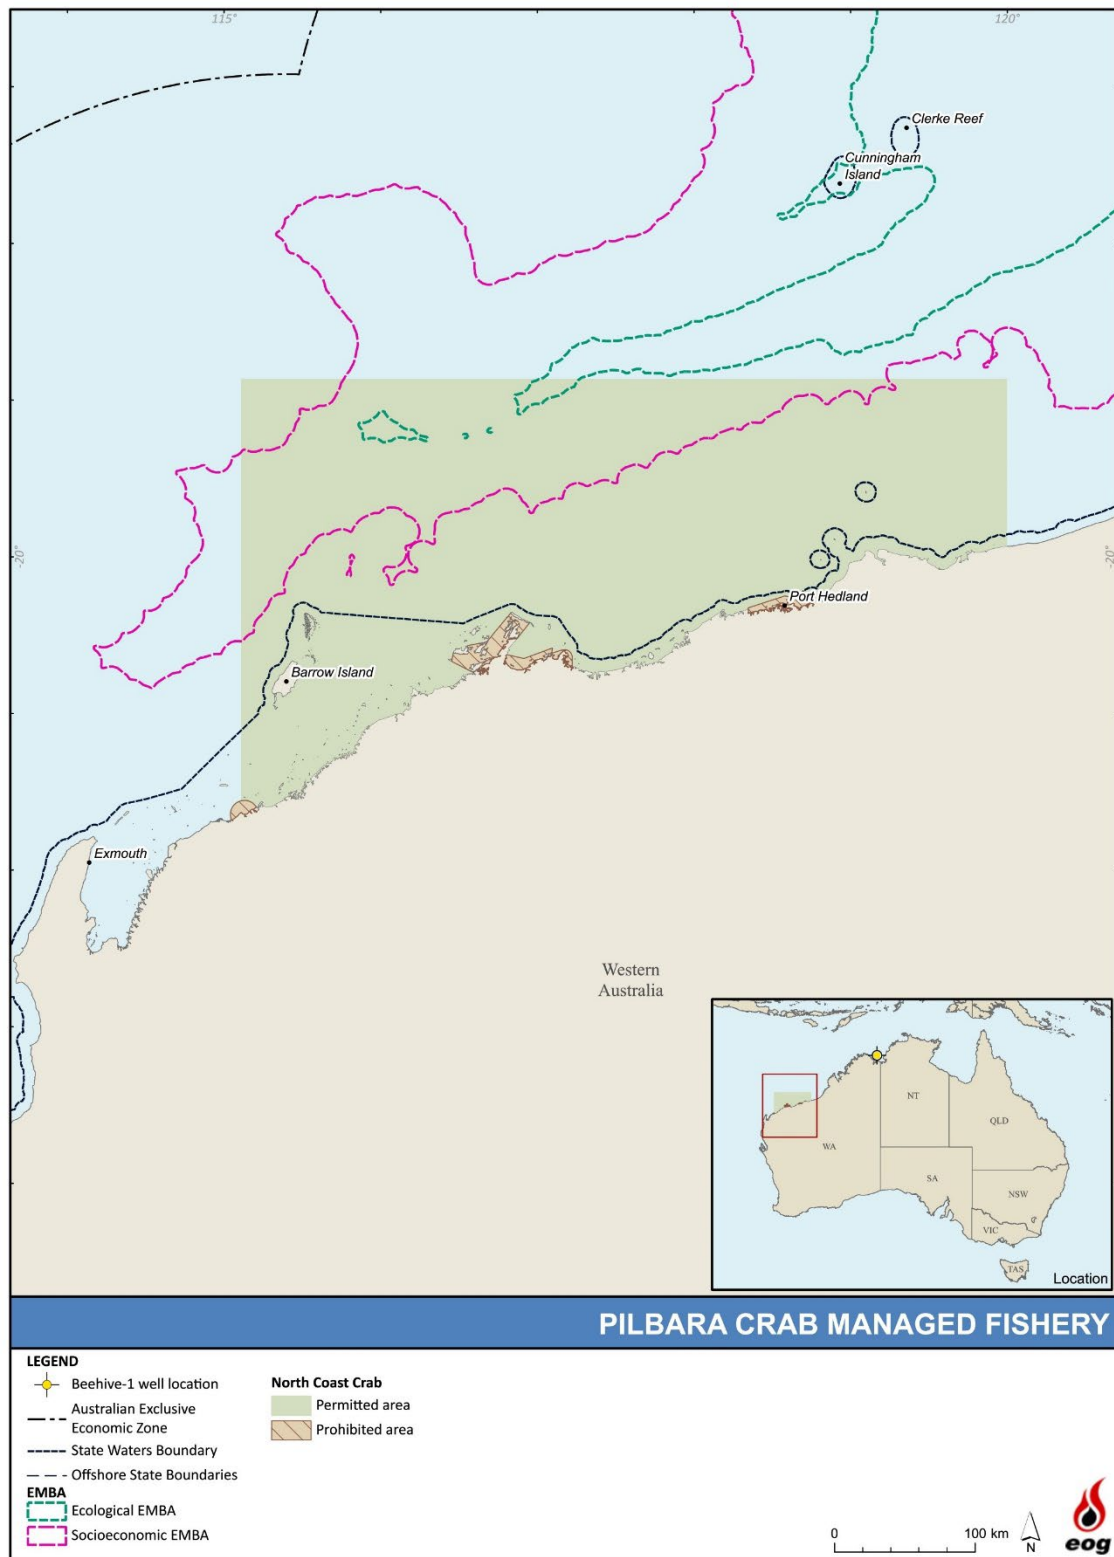 115°
120°
Clerke Reef
Cunningham
Island
-20°
-20°
Port Hedland
Barrow Island
Exmouth
Western
Australia
NT
QLD
WA
SA
NSW
VIC
TAS
Location
PILBARA CRAB MANAGED FISHERY
LEGEND
Beehive-1 well location
Australian Exclusive
Economic Zone
State Waters Boundary
Offshore State Boundaries
EMBA
Ecological EMBA
Socioeconomic EMBA
North Coast Crab
Permitted area
Prohibited area
0
100 km
N
eog